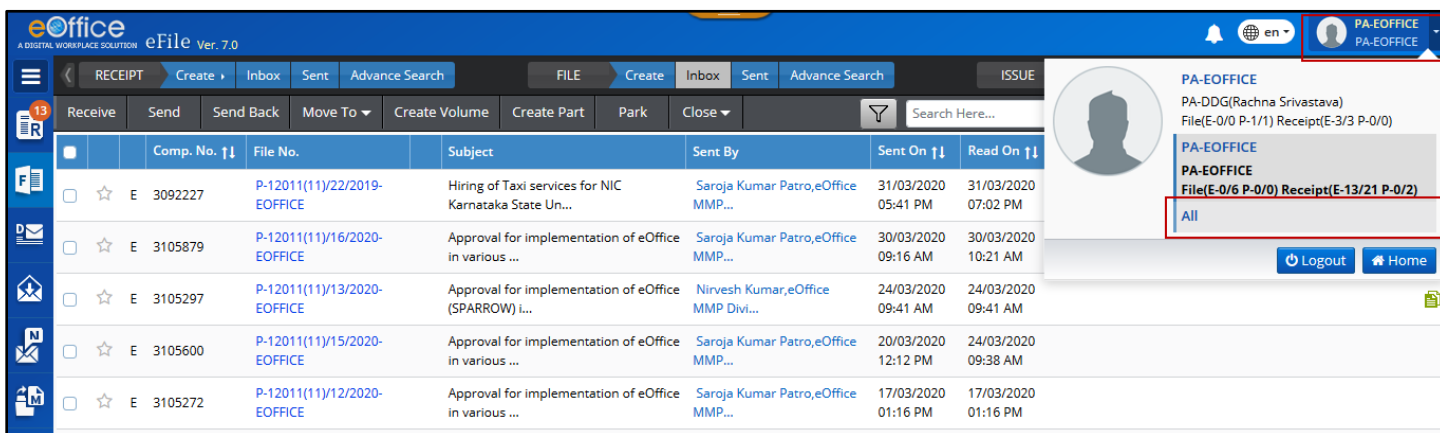 eOffice
A DIGITAL WORKPLACE SOLUTION eFile Ver. 7.0
en
PA-EOFFICE
PA-EOFFICE
RECEIPT Create Inbox Sent Advance Search FILE Create Inbox Sent Advance Search ISSUE
13
R
Receive Send Send Back Move To Create Volume Create Part Park Close Search Here...
PA-EOFFICE
PA-DDG(Rachna Srivastava)
File(E-0/0 P-1/1) Receipt(E-3/3 P-0/0)
PA-EOFFICE
PA-EOFFICE
File(E-0/6 P-0/0) Receipt(E-13/21 P-0/2)
All
Logout Home
Comp. No. File No. Subject Sent By Sent On Read On
F
E 3092227 P-12011(11)/22/2019- Hiring of Taxi services for NIC Saroja Kumar Patro,eOffice 31/03/2020 31/03/2020
EOFFICE Karnataka State Un... MMP... 05:41 PM 07:02 PM
D
E 3105879 P-12011(11)/16/2020- Approval for implementation of eOffice Saroja Kumar Patro,eOffice 30/03/2020 30/03/2020
EOFFICE in various ... MMP... 09:16 AM 10:21 AM
E 3105297 P-12011(11)/13/2020- Approval for implementation of eOffice Nirvesh Kumar,eOffice 24/03/2020 24/03/2020
EOFFICE (SPARROW) i... MMP Divi... 09:41 AM 09:41 AM
N
E 3105600 P-12011(11)/15/2020- Approval for implementation of eOffice Saroja Kumar Patro,eOffice 20/03/2020 24/03/2020
EOFFICE in various ... MMP... 12:12 PM 09:38 AM
M
E 3105272 P-12011(11)/12/2020- Approval for implementation of eOffice Saroja Kumar Patro,eOffice 17/03/2020 17/03/2020
EOFFICE in various ... MMP... 01:16 PM 01:16 PM